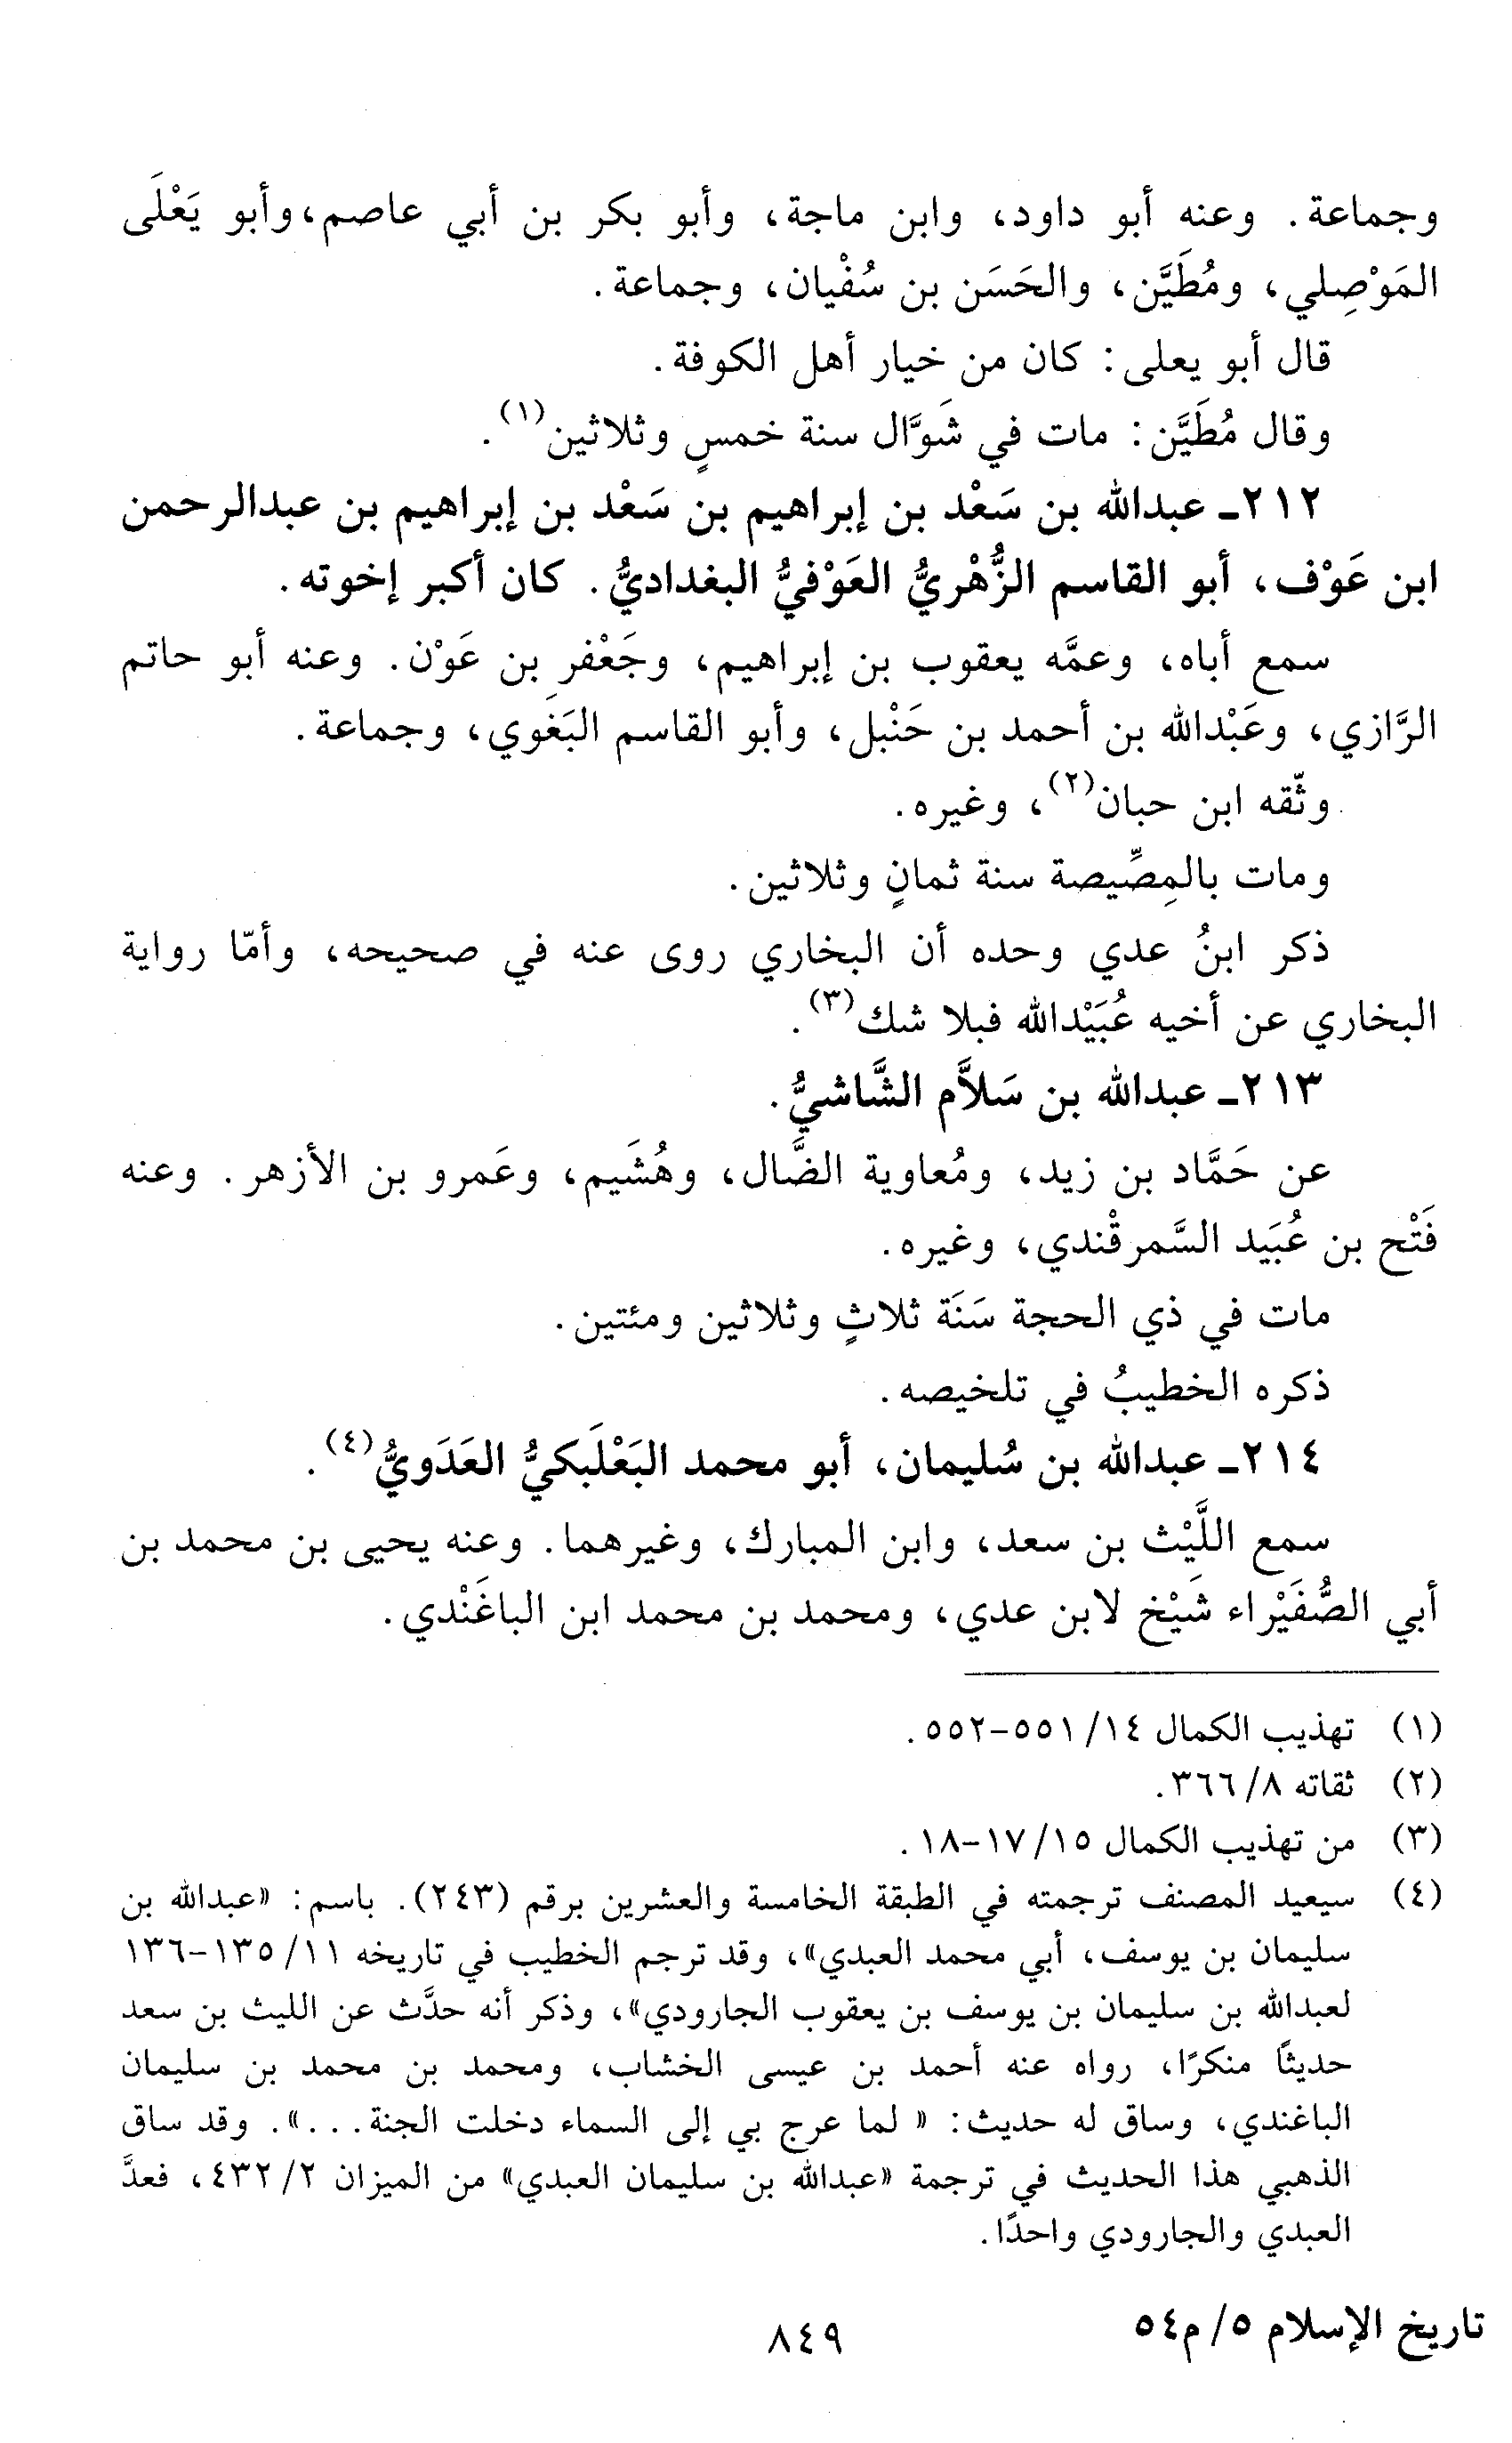 وجماعة. وعنه أبو داود، وابن ماجة، وأبو بكر بن أبي عاصم، وأبو يَعْلَى
المَوْصِلي، ومُطَيَّن، والحَسَن بن سُفْيان، وجماعة.
قال أبو يعلى: كان من خيار أهل الكوفة.
وقال مُطَيَّن: مات في شَوَّال سنة خمسٍ وثلاثين(١).
٢١٢ـ عبدالله بن سَعْد بن إبراهيم بن سَعْد بن إبراهيم بن عبدالرحمن
ابن عَوْف، أبو القاسم الزُّهْريُّ العَوْفيُّ البغداديُّ. كان أكبر إخوته.
سمع أباه، وعمَّه يعقوب بن إبراهيم، وجَعْفر بن عَوْن. وعنه أبو حاتم
الرَّازي، وعَبْدالله بن أحمد بن حَنْبل، وأبو القاسم البَغَوي، وجماعة.
وثّقه ابن حبان(٢)، وغيره.
ومات بالمِصِّيصة سنة ثمانٍ وثلاثين.
ذكر ابنُ عدي وحده أن البخاري روى عنه في صحيحه، وأمّا رواية
البخاري عن أخيه عُبَيْدالله فبلا شك(٣).
٢١٣ـ عبدالله بن سَلاَّم الشَّاشيُّ.
عن حَمَّاد بن زيد، ومُعاوية الضَّال، وهُشَيم، وعَمرو بن الأزهر. وعنه
فَتْح بن عُبَيد السَّمرقْندي، وغيره.
مات في ذي الحجة سَنَة ثلاثٍ وثلاثين ومئتين.
ذكره الخطيبُ في تلخيصه.
٢١٤ـ عبدالله بن سُليمان، أبو محمد البَعْلَبكيُّ العَدَويُّ(٤).
سمع اللَّيْث بن سعد، وابن المبارك، وغيرهما. وعنه يحيى بن محمد بن
أبي الصُّفَيْراء شَيْخ لابن عدي، ومحمد بن محمد ابن الباغَنْدي.
(١) تهذيب الكمال ١٤/ ٥٥١-٥٥٢.
(٢) ثقاته ٨/ ٣٦٦.
(٣) من تهذيب الكمال ١٥/ ١٧-١٨.
(٤) سيعيد المصنف ترجمته في الطبقة الخامسة والعشرين برقم (٢٤٣). باسم: «عبدالله بن
سليمان بن يوسف، أبي محمد العبدي»، وقد ترجم الخطيب في تاريخه ١١/ ١٣٥-١٣٦
لعبدالله بن سليمان بن يوسف بن يعقوب الجارودي»، وذكر أنه حدَّث عن الليث بن سعد
حديثًا منكرًا، رواه عنه أحمد بن عيسى الخشاب، ومحمد بن محمد بن سليمان
الباغندي، وساق له حديث: « لما عرج بي إلى السماء دخلت الجنة...». وقد ساق
الذهبي هذا الحديث في ترجمة «عبدالله بن سليمان العبدي» من الميزان ٢/ ٤٣٢، فعدَّ
العبدي والجارودي واحدًا.
تاريخ الإسلام ٥/ م٥٤
٨٤٩